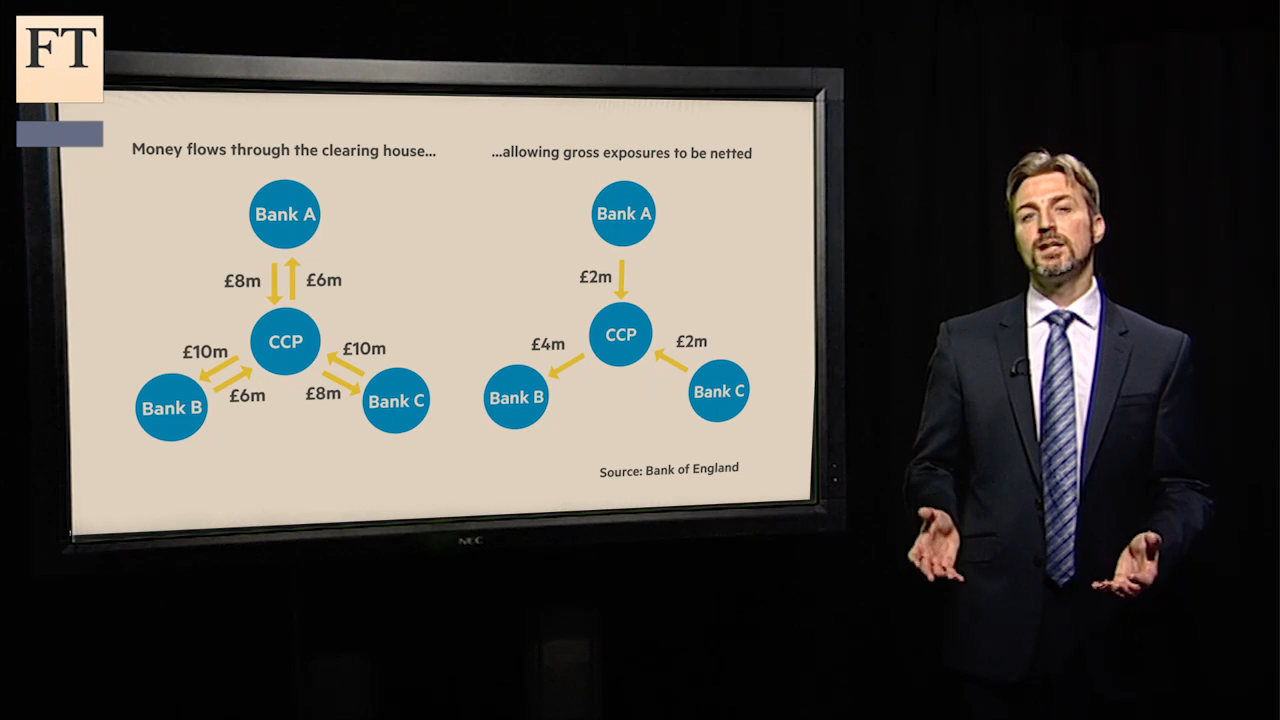 FT
Money flows through the clearing house...
Bank A
£8m
£6m
CCP
£10m
£6m
£10m
£8m
Bank B
Bank C
...allowing gross exposures to be netted
Bank A
£2m
CCP
£4m
£2m
Bank B
Bank C
Source: Bank of England
NEC